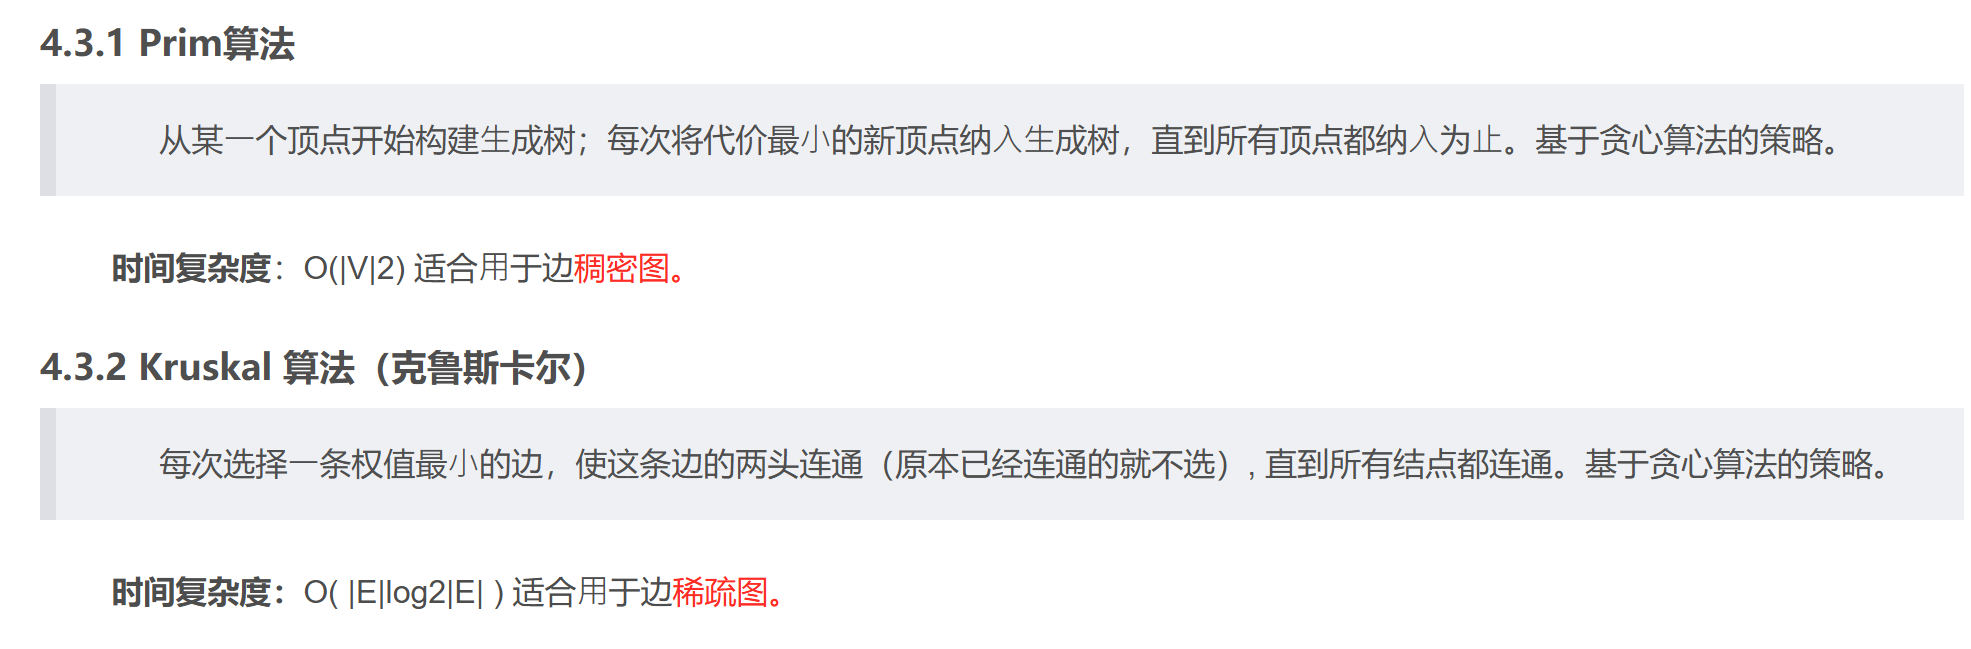 4.3.1 Prim算法
从某一个顶点开始构建生成树；每次将代价最小的新顶点纳入生成树，直到所有顶点都纳入为止。基于贪心算法的策略。
时间复杂度：O(|V|2) 适合用于边稠密图。
4.3.2 Kruskal 算法（克鲁斯卡尔）
每次选择一条权值最小的边，使这条边的两头连通（原本已经连通的就不选）, 直到所有结点都连通。基于贪心算法的策略。
时间复杂度：O( |E|log2|E| ) 适合用于边稀疏图。